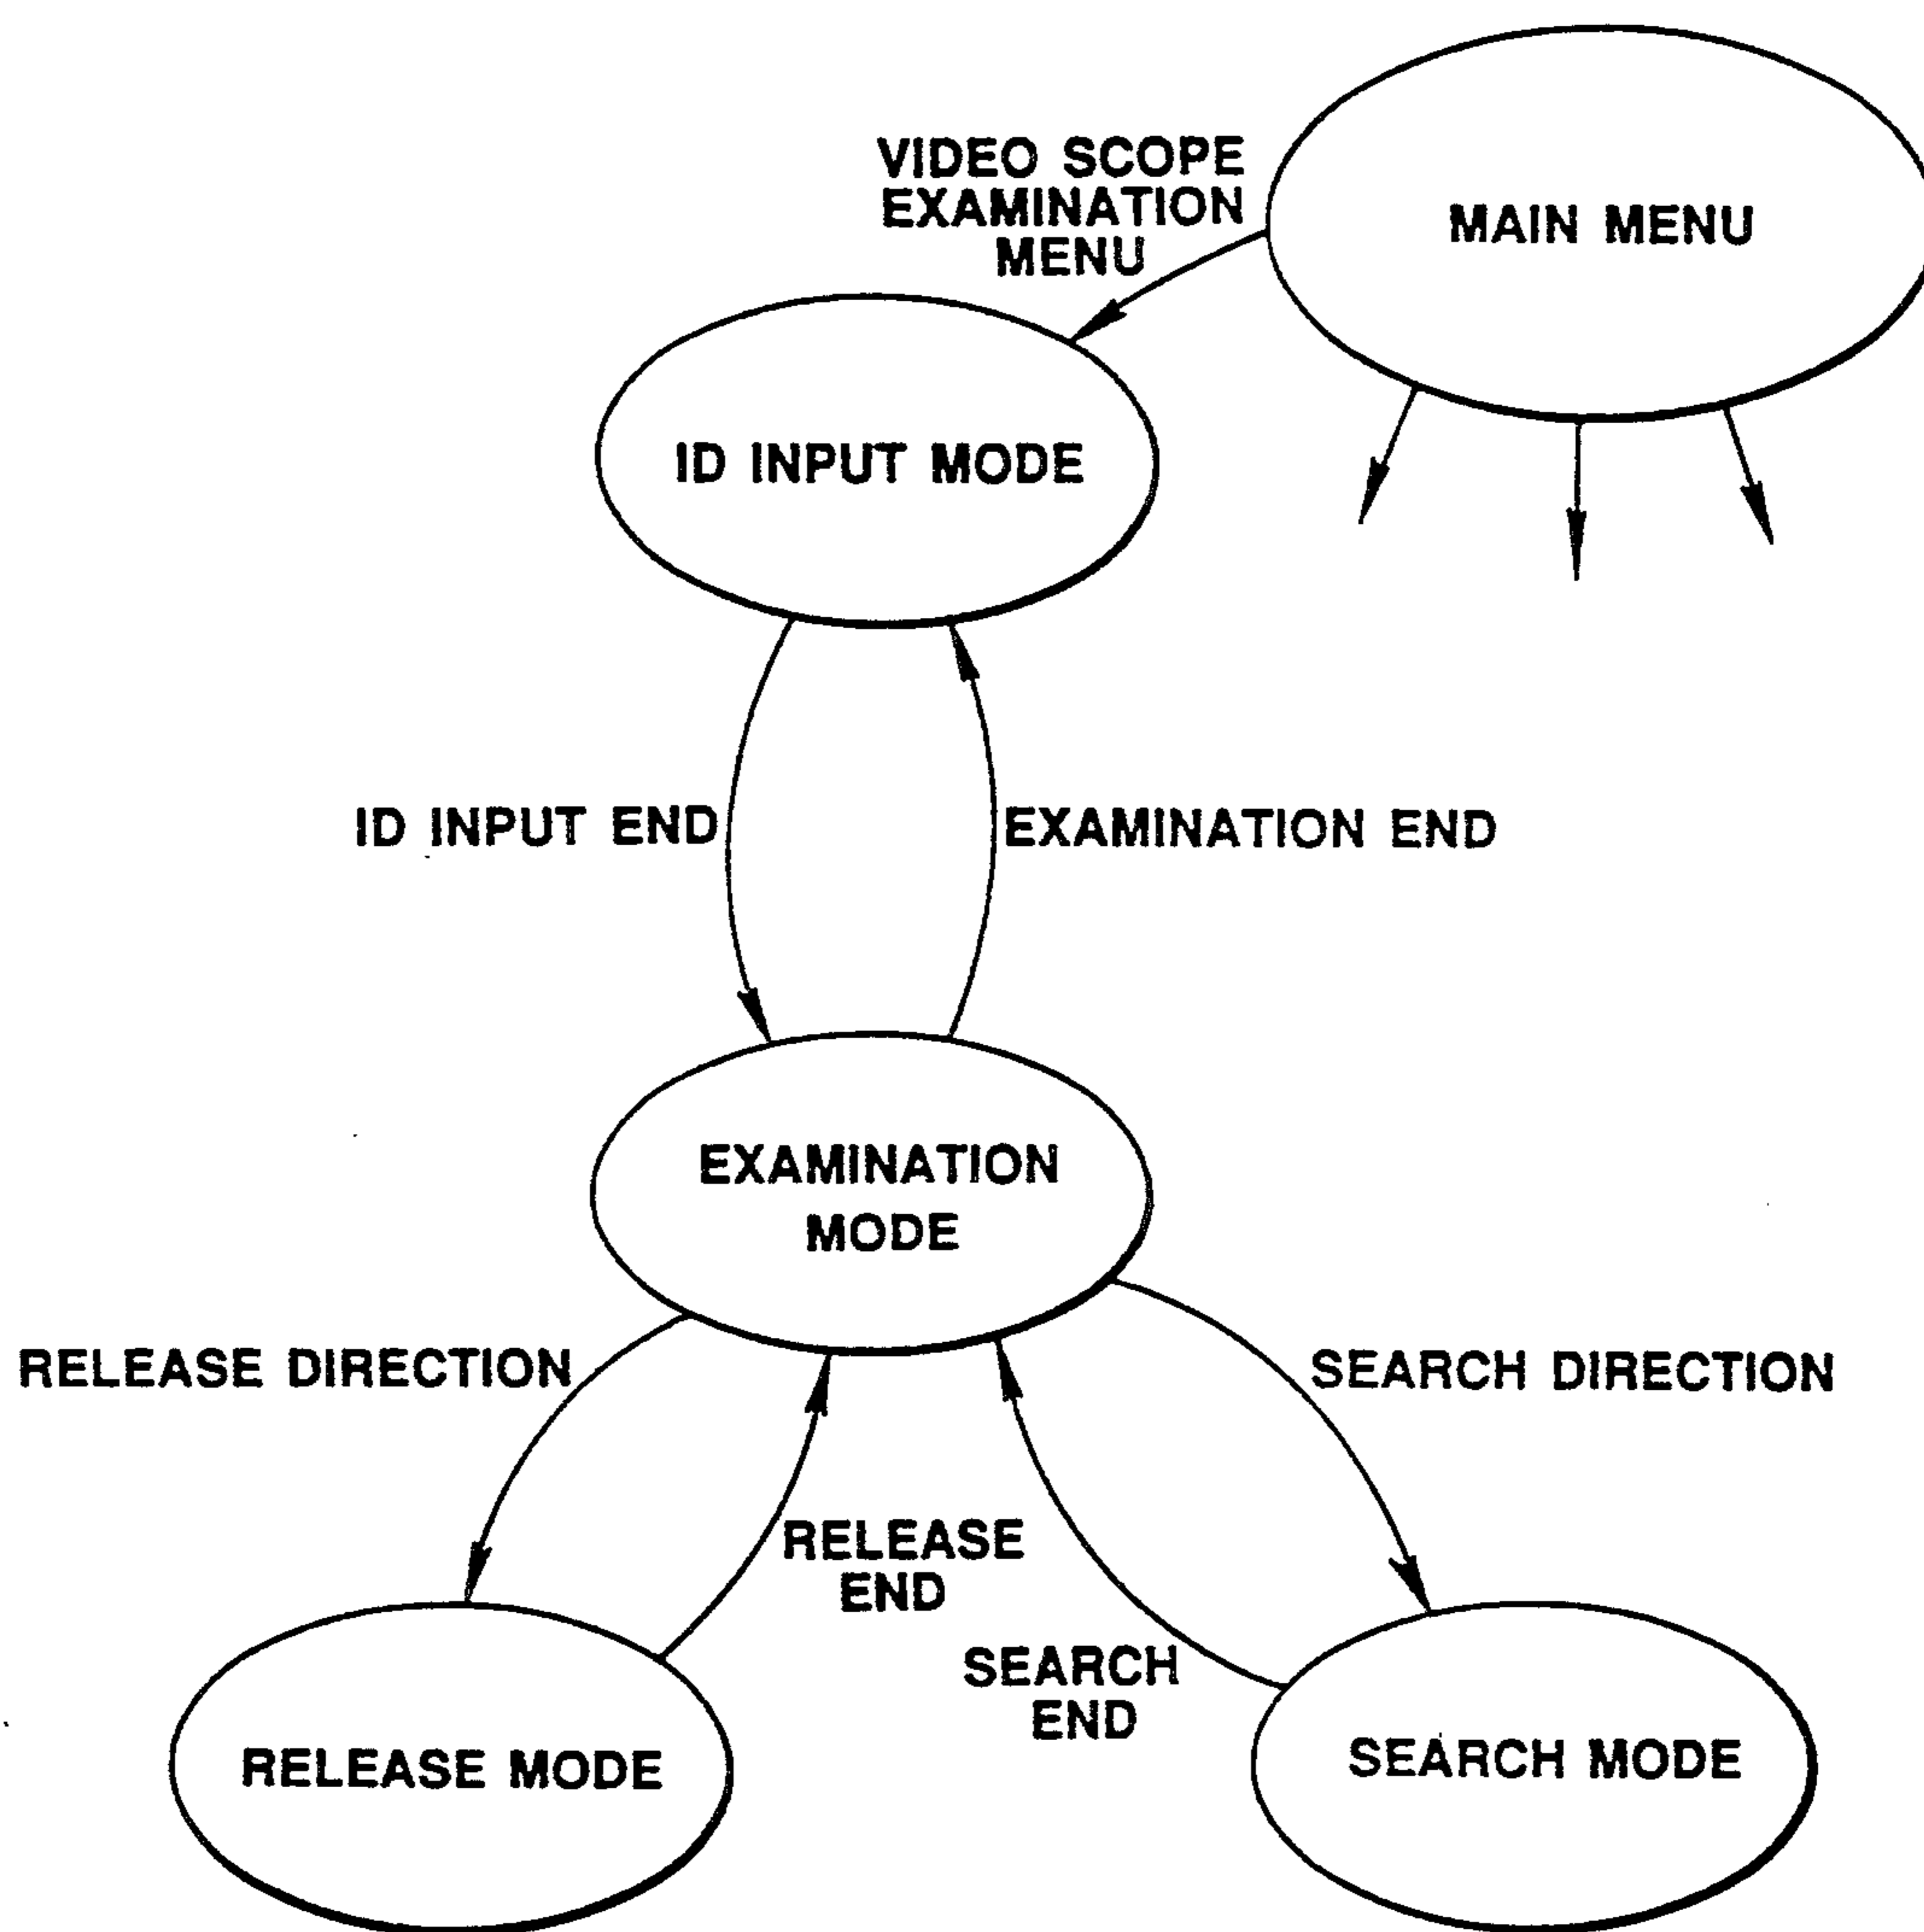 VIDEO SCOPE
EXAMINATION
MENU
MAIN MENU
ID INPUT MODE
ID INPUT END
EXAMINATION END
EXAMINATION
MODE
RELEASE DIRECTION
SEARCH DIRECTION
RELEASE
END
SEARCH
END
RELEASE MODE
SEARCH MODE